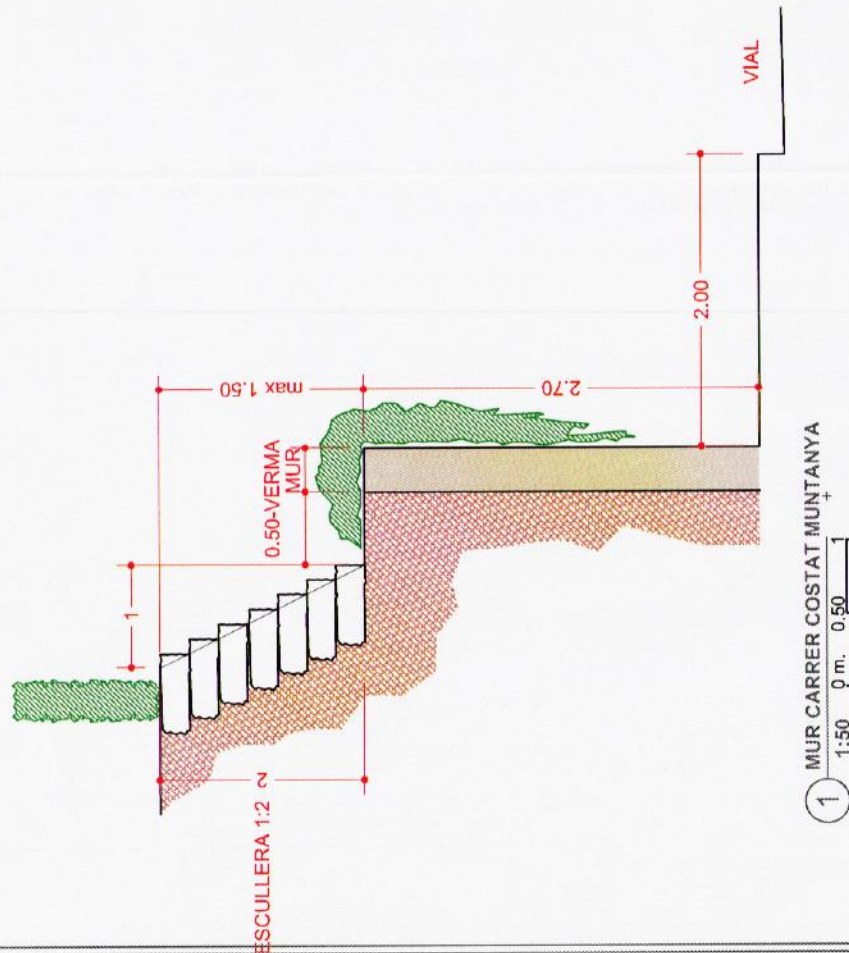 VIAL
max 1.50
2.00
2.70
0.50-VERMA
MUR
1
2
ESCULLERA 1:2
1 MUR CARRER COSTAT MUNTANYA
1:50 0 m. 0.50 1